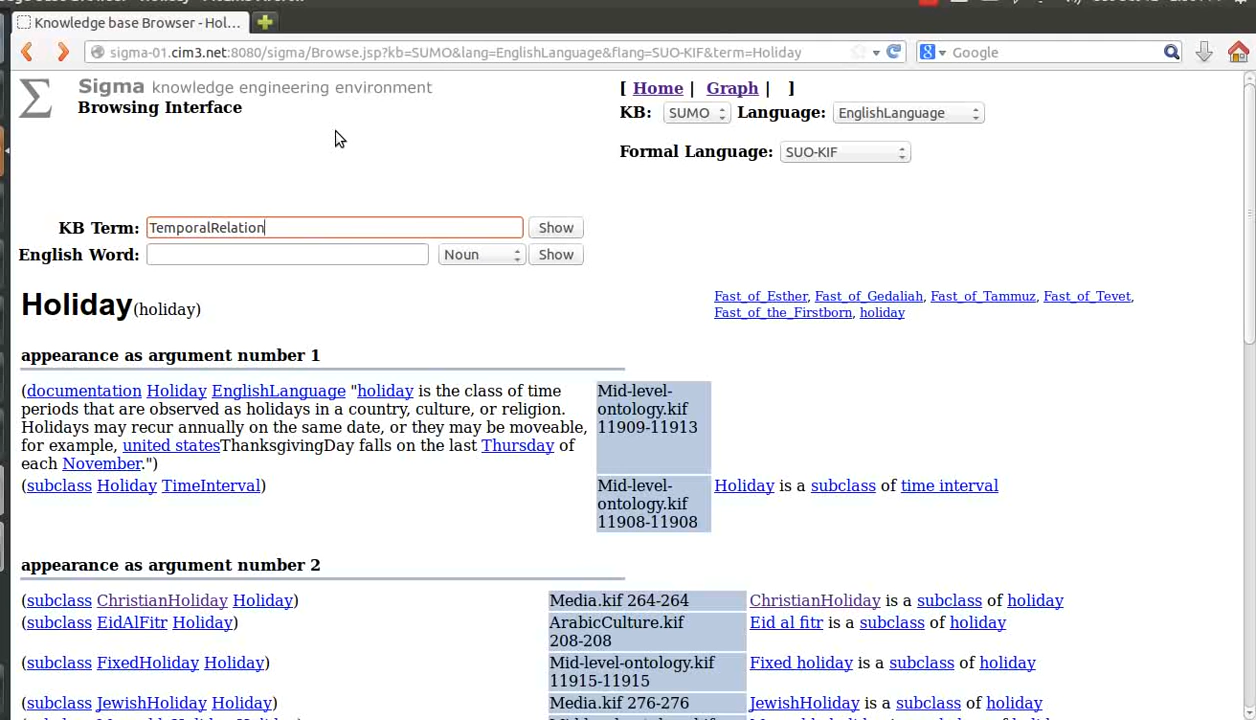 Knowledge base Browser - Hol...
sigma-01.cim3.net:8080/sigma/Browse.jsp?kb=SUMO&lang=EnglishLanguage&flang=SUO-KIF&term=Holiday
Google
Sigma knowledge engineering environment
Browsing Interface
[ Home | Graph | ]
KB: SUMO Language: EnglishLanguage
Formal Language: SUO-KIF
KB Term: TemporalRelation Show
English Word: Noun Show
Holiday(holiday)
Fast_of_Esther, Fast_of_Gedaliah, Fast_of_Tammuz, Fast_of_Tevet,
Fast_of_the_Firstborn, holiday
appearance as argument number 1
(documentation Holiday EnglishLanguage "holiday is the class of time
periods that are observed as holidays in a country, culture, or religion.
Holidays may recur annually on the same date, or they may be moveable,
for example, united statesThanksgivingDay falls on the last Thursday of
each November.")
Mid-level-
ontology.kif
11909-11913
(subclass Holiday TimeInterval)
Mid-level-
ontology.kif
11908-11908
Holiday is a subclass of time interval
appearance as argument number 2
(subclass ChristianHoliday Holiday) Media.kif 264-264 ChristianHoliday is a subclass of holiday
(subclass EidAlFitr Holiday) ArabicCulture.kif
208-208
Eid al fitr is a subclass of holiday
(subclass FixedHoliday Holiday) Mid-level-ontology.kif
11915-11915
Fixed holiday is a subclass of holiday
(subclass JewishHoliday Holiday) Media.kif 276-276 JewishHoliday is a subclass of holiday